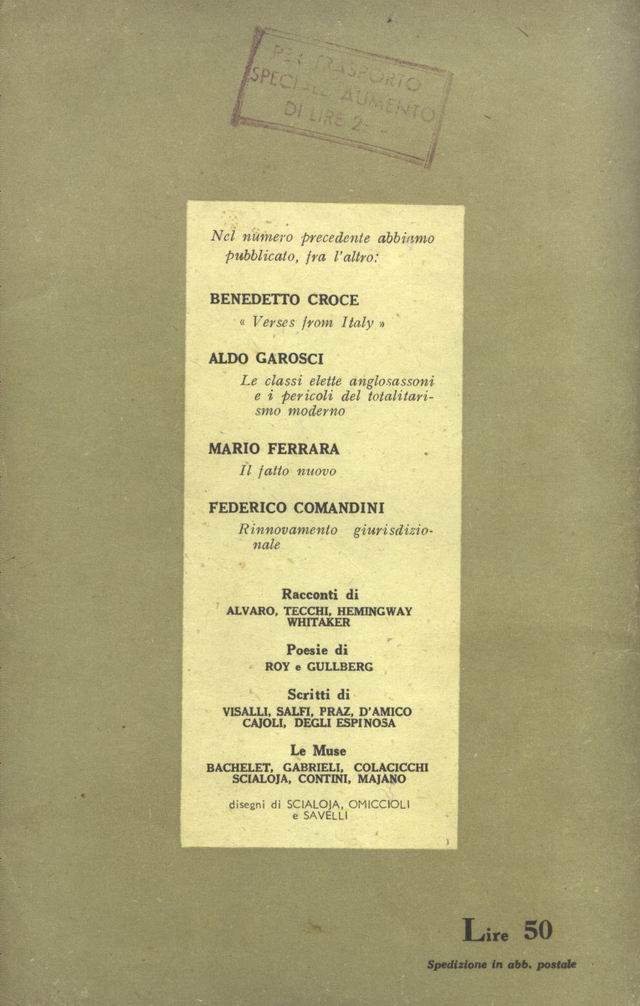 PER TRASPORTO
SPECIALE AUMENTO
DI LIRE 2
Nel numero precedente abbiamo
pubblicato, fra l'altro:
BENEDETTO CROCE
« Verses from Italy »
ALDO GAROSCI
Le classi elette anglosassoni
e i pericoli del totalitari-
smo moderno
MARIO FERRARA
Il fatto nuovo
FEDERICO COMANDINI
Rinnovamento giurisdizio-
nale
Racconti di
ALVARO, TECCHI, HEMINGWAY
WHITAKER
Poesie di
ROY e GULLBERG
Scritti di
VISALLI, SALFI, PRAZ, D'AMICO
CAJOLI, DEGLI ESPINOSA
Le Muse
BACHELET, GABRIELI, COLACICCHI
SCIALOJA, CONTINI, MAJANO
disegni di SCIALOJA, OMICCIOLI
e SAVELLI
Lire 50
Spedizione in abb. postale